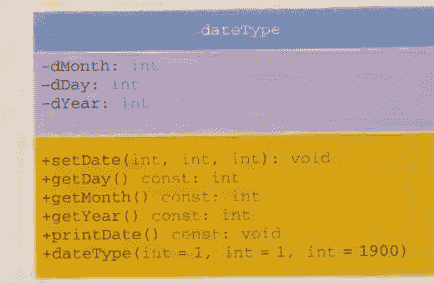 dateType
-dMonth: int
-dDay: int
-dYear: int
+setDate(int, int, int): void
+getDay() const: int
+getMonth() const: int
+getYear() const: int
+printDate() const: void
+dateType(int = 1, int = 1, int = 1900)